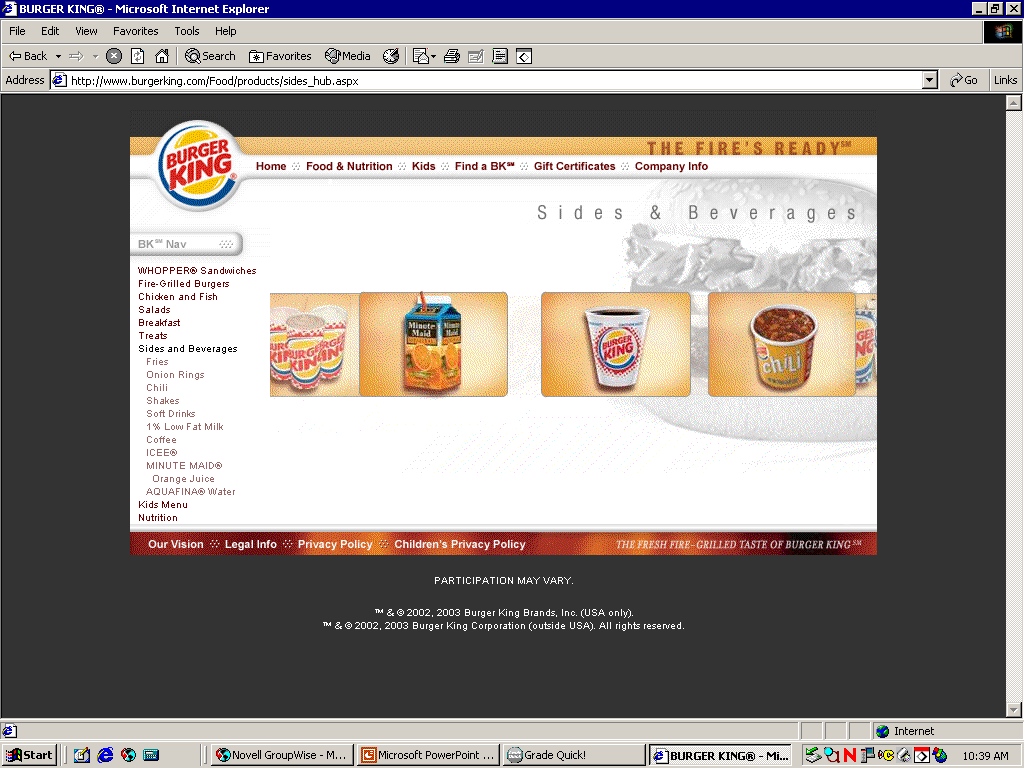 BURGER KING® - Microsoft Internet Explorer
File Edit View Favorites Tools Help
Back Search Favorites Media
Address http://www.burgerking.com/Food/products/sides_hub.aspx Go Links
THE FIRE'S READY℠
BURGER KING®
Home Food & Nutrition Kids Find a BK℠ Gift Certificates Company Info
Sides & Beverages
BK℠ Nav
WHOPPER® Sandwiches
Fire-Grilled Burgers
Chicken and Fish
Salads
Breakfast
Treats
Sides and Beverages
Fries
Onion Rings
Chili
Shakes
Soft Drinks
1% Low Fat Milk
Coffee
ICEE®
MINUTE MAID®
Orange Juice
AQUAFINA® Water
Kids Menu
Nutrition
Minute Maid
BURGER KING
chili
Our Vision Legal Info Privacy Policy Children's Privacy Policy THE FRESH FIRE-GRILLED TASTE OF BURGER KING℠
PARTICIPATION MAY VARY.
™ & © 2002, 2003 Burger King Brands, Inc. (USA only).
™ & © 2002, 2003 Burger King Corporation (outside USA). All rights reserved.
Internet
Start Novell GroupWise - M... Microsoft PowerPoint ... Grade Quick! BURGER KING® - Mi... 10:39 AM